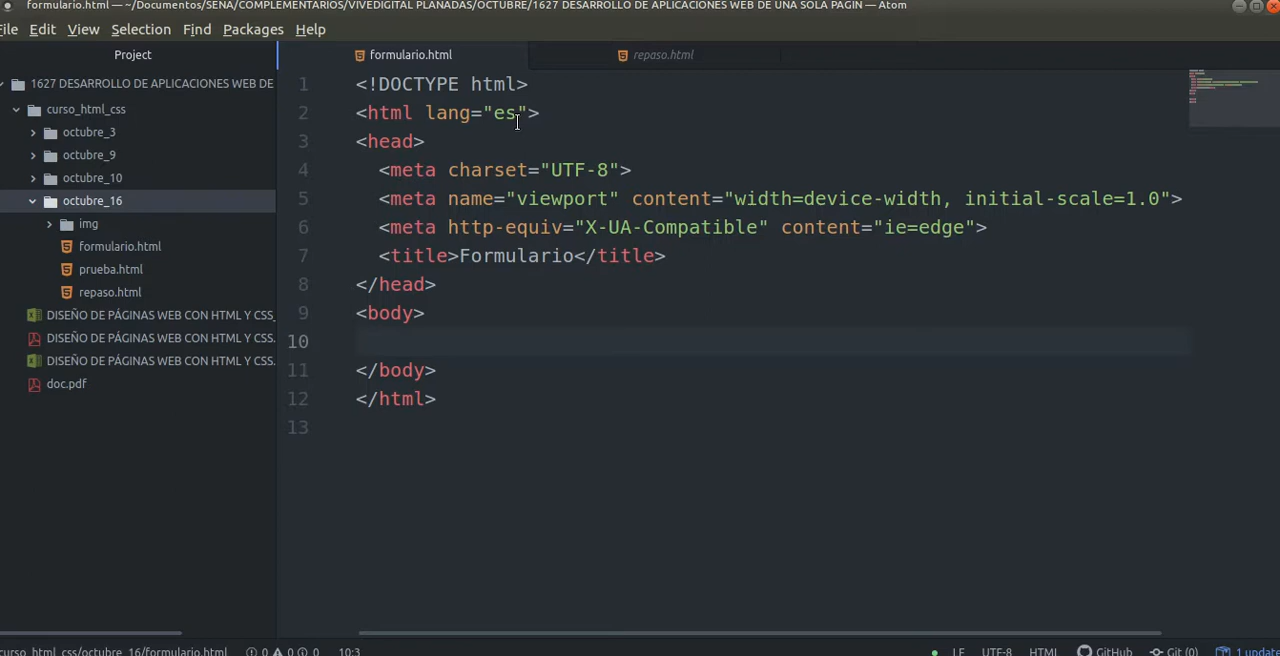 formulario.html — ~/Documentos/SENA/COMPLEMENTARIOS/VIVEDIGITAL PLANADAS/OCTUBRE/1627 DESARROLLO DE APLICACIONES WEB DE UNA SOLA PAGIN — Atom
File Edit View Selection Find Packages Help
Project
formulario.html
repaso.html
1627 DESARROLLO DE APLICACIONES WEB DE
curso_html_css
octubre_3
octubre_9
octubre_10
octubre_16
img
formulario.html
prueba.html
repaso.html
DISEÑO DE PÁGINAS WEB CON HTML Y CSS_
DISEÑO DE PÁGINAS WEB CON HTML Y CSS.
DISEÑO DE PÁGINAS WEB CON HTML Y CSS.
doc.pdf
1 <!DOCTYPE html>
2 <html lang="es">
3 <head>
4 <meta charset="UTF-8">
5 <meta name="viewport" content="width=device-width, initial-scale=1.0">
6 <meta http-equiv="X-UA-Compatible" content="ie=edge">
7 <title>Formulario</title>
8 </head>
9 <body>
10
11 </body>
12 </html>
13
curso_html_css/octubre_16/formulario.html 0 0 0 10:3 LF UTF-8 HTML GitHub Git (0) 1 update